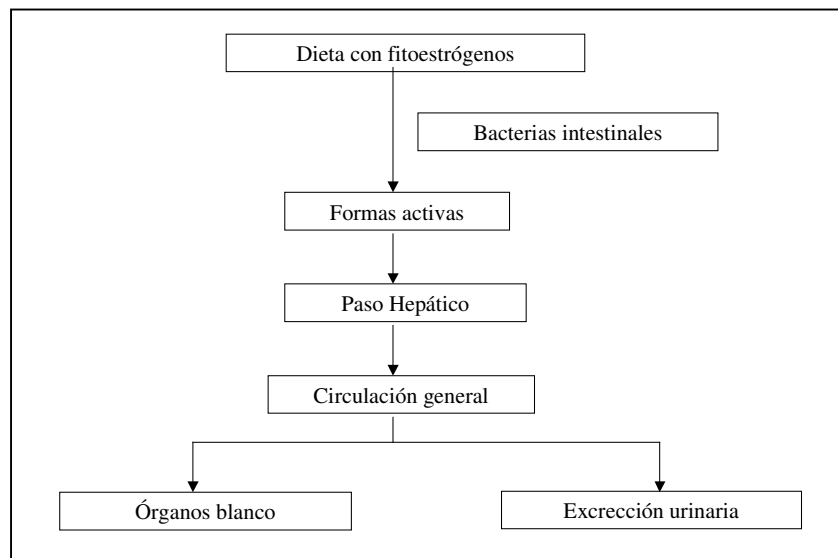 Dieta con fitoestrógenos
Bacterias intestinales
Formas activas
Paso Hepático
Circulación general
Órganos blanco
Excrección urinaria